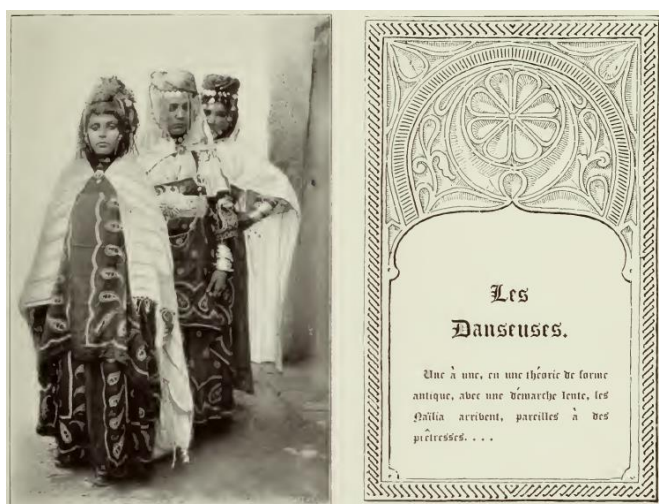 Les
Danseuses.
Une à une, en une théorie de forme
antique, avec une démarche lente, les
Naïlia arrivent, pareilles à des
prêtresses. . . .